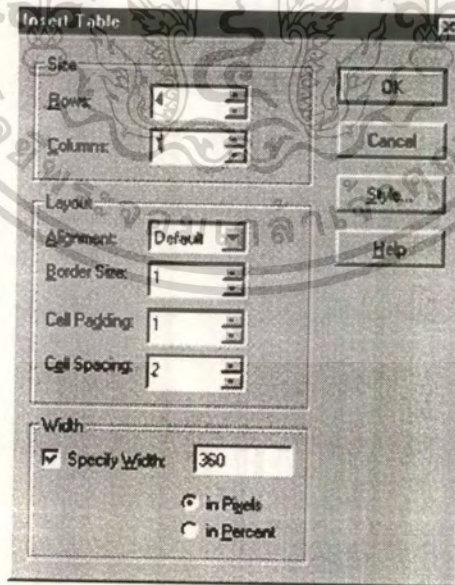 Insert Table
Size
Rows: 4
Columns: 1
Layout
Alignment: Default
Border Size: 1
Cell Padding: 1
Cell Spacing: 2
Width
Specify Width: 360
in Pixels
in Percent
OK
Cancel
Style...
Help